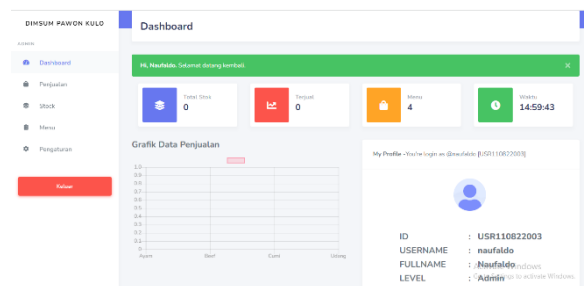 DIMSUM PAWON KULO
Dashboard
ADMIN
Dashboard
Penjualan
Stock
Menu
Pengaturan
Keluar
Hi, Naufaldo. Selamat datang kembali
×
Total Stok
0
Terjual
0
Menu
4
Waktu
14:59:43
Grafik Data Penjualan
1.0
0.9
0.8
0.7
0.6
0.5
0.4
0.3
0.2
0.1
0
Ayam Beef Cumi Udang
My Profile - You're login as @naufaldo [USR110822003]
ID : USR110822003
USERNAME : naufaldo
FULLNAME : Naufaldo
LEVEL : Admin
Activate Windows
Go to Settings to activate Windows.